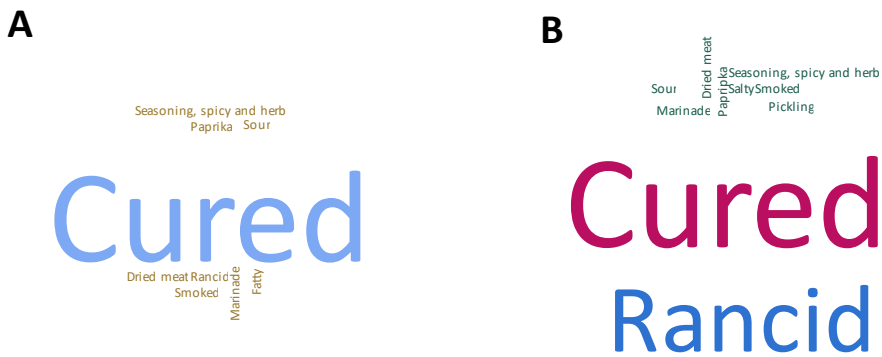 A
Seasoning, spicy and herb
Paprika Sour
Cured
Dried meat Rancid
Smoked
Marinade
Fatty
B
Dried meat
Seasoning, spicy and herb
Sour
Papripka
Salty Smoked
Marinade
Pickling
Cured
Rancid